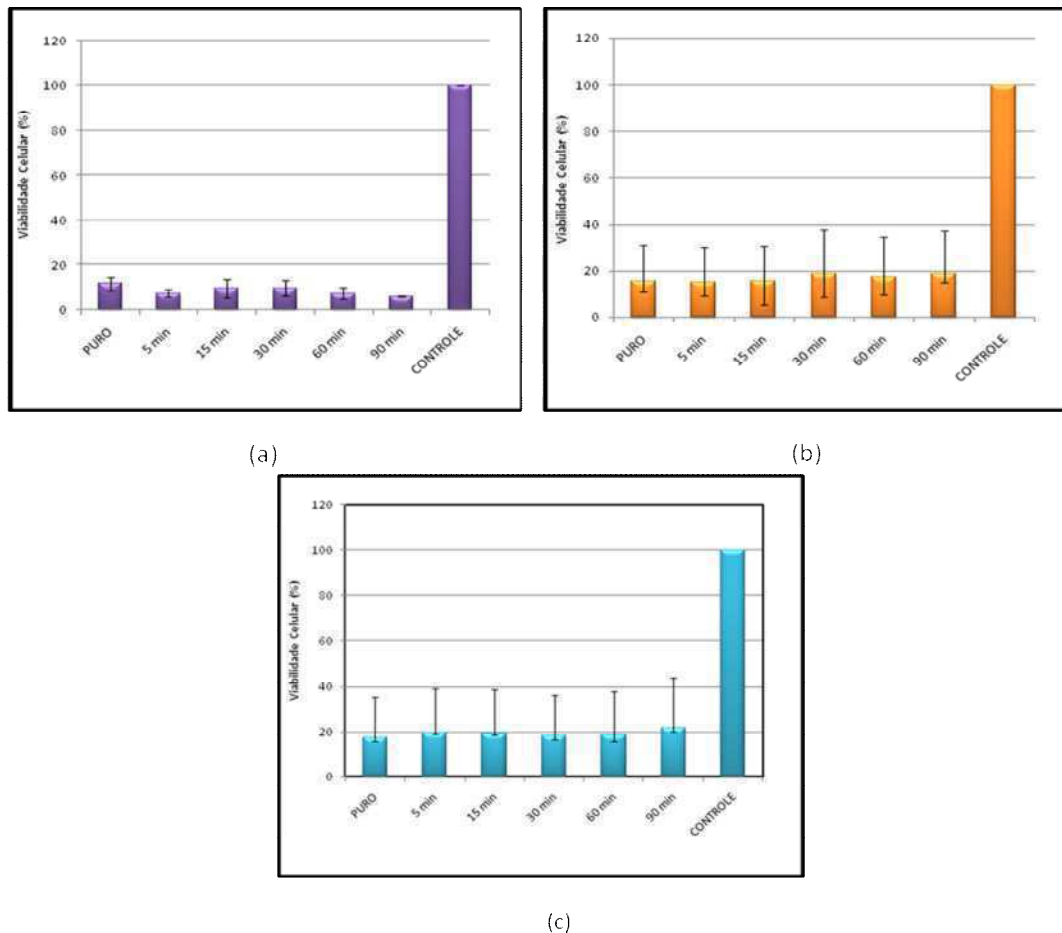 Viabilidade Celular (%)
120
100
80
60
40
20
0
PURO
5 min
15 min
30 min
60 min
90 min
CONTROLE
(a)
Viabilidade Celular (%)
120
100
80
60
40
20
0
PURO
5 min
15 min
30 min
60 min
90 min
CONTROLE
(b)
Viabilidade Celular (%)
120
100
80
60
40
20
0
PURO
5 min
15 min
30 min
60 min
90 min
CONTROLE
(c)